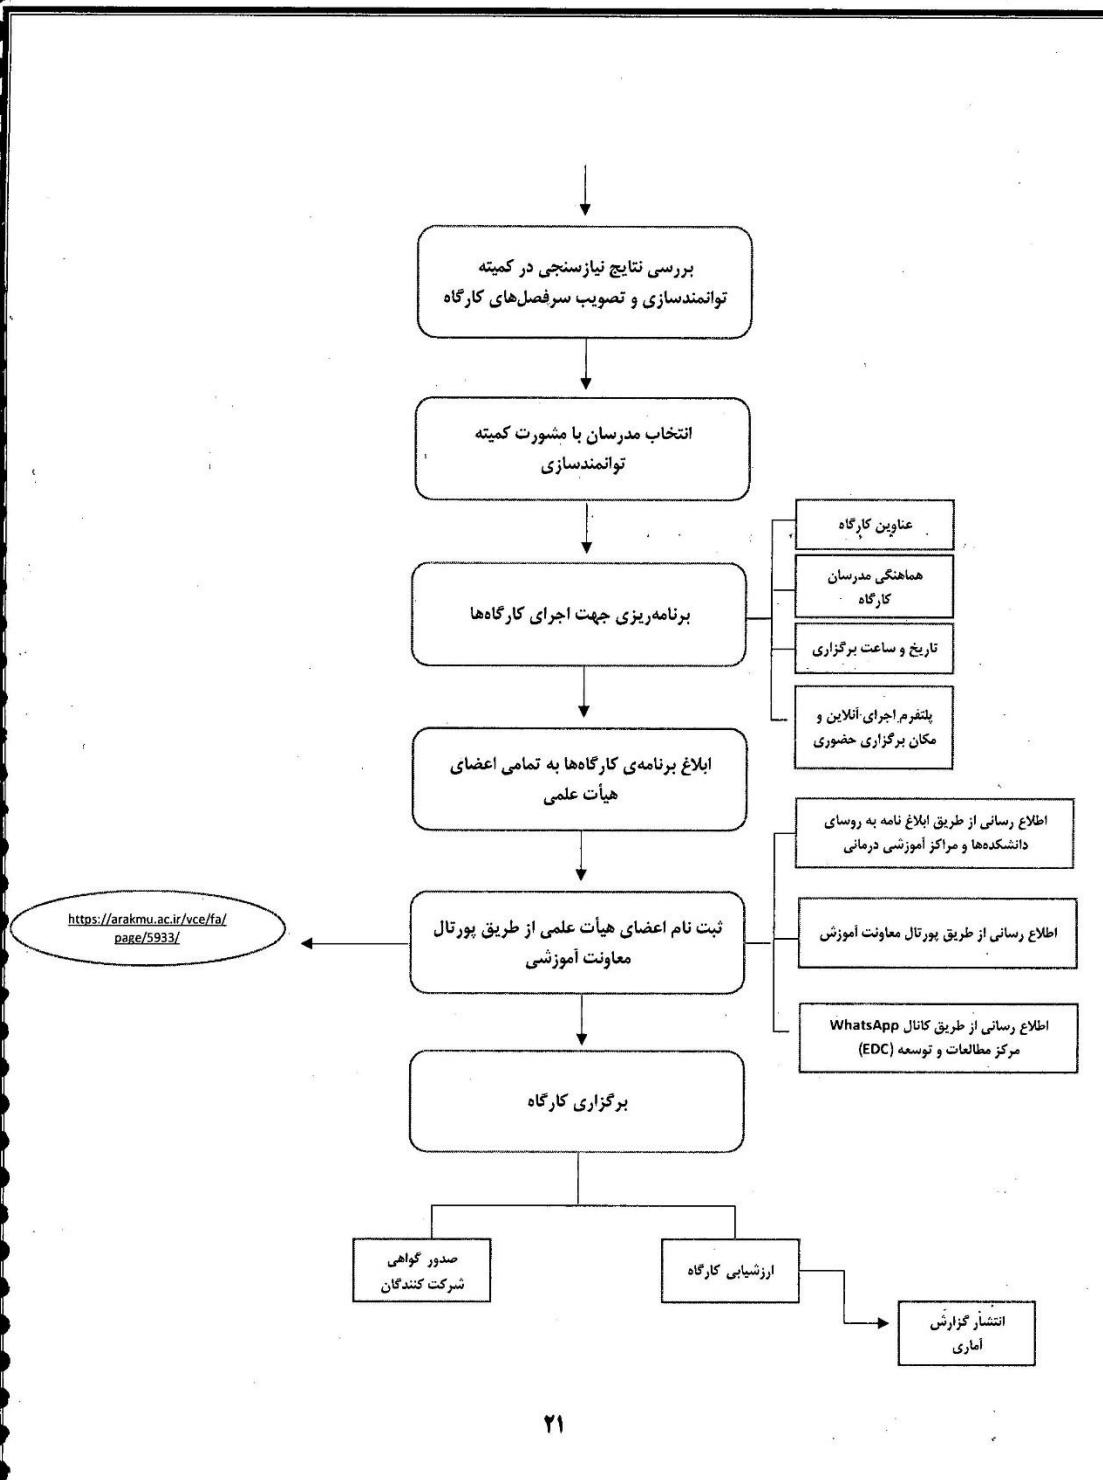 بررسی نتایج نیازسنجی در کمیته
توانمندسازی و تصویب سرفصل‌های کارگاه
انتخاب مدرسان با مشورت کمیته
توانمندسازی
برنامه‌ریزی جهت اجرای کارگاه‌ها
عناوین کارگاه
هماهنگی مدرسان
کارگاه
تاریخ و ساعت برگزاری
پلتفرم اجرای آنلاین و
مکان برگزاری حضوری
ابلاغ برنامه‌ی کارگاه‌ها به تمامی اعضای
هیأت علمی
ثبت نام اعضای هیأت علمی از طریق پورتال
معاونت آموزشی
اطلاع رسانی از طریق ابلاغ نامه به روسای
دانشکده‌ها و مراکز آموزشی درمانی
اطلاع رسانی از طریق پورتال معاونت آموزش
اطلاع رسانی از طریق کانال WhatsApp
مرکز مطالعات و توسعه (EDC)
https://arakmu.ac.ir/vce/fa/
page/5933/
برگزاری کارگاه
ارزشیابی کارگاه
صدور گواهی
شرکت کنندگان
انتشار گزارش
آماری
۲۱